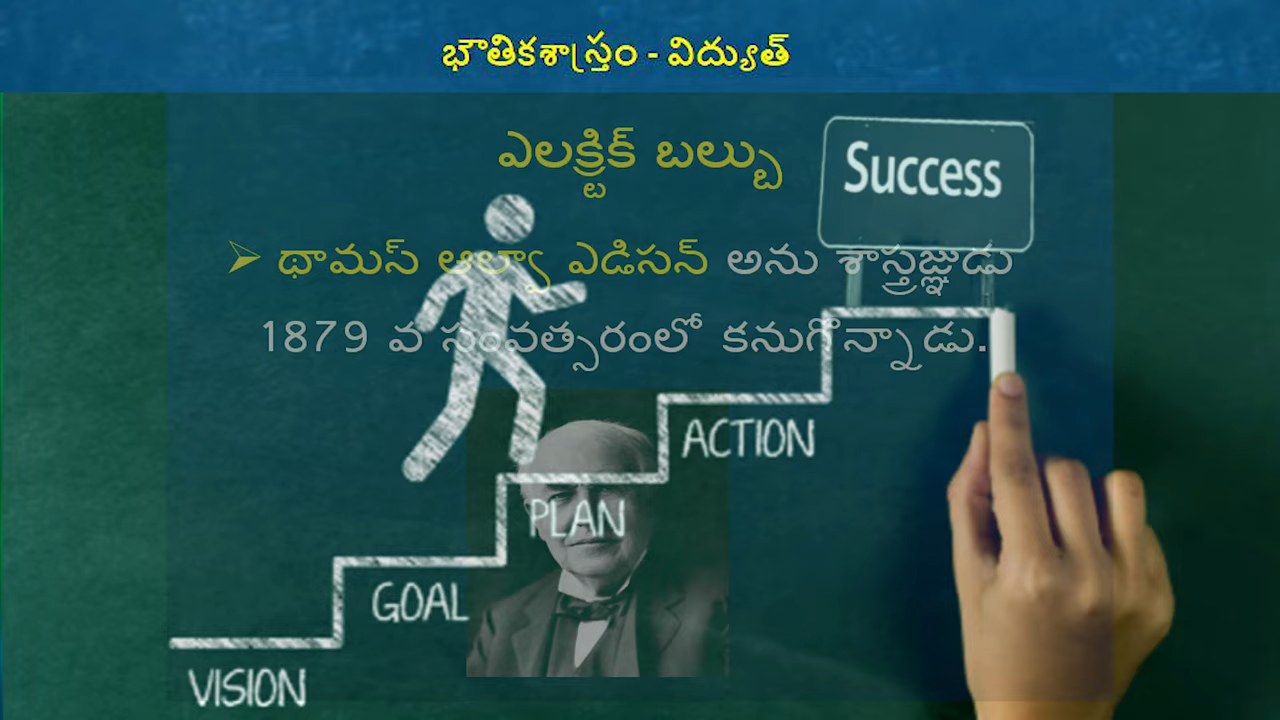 భౌతికశాస్త్రం - విద్యుత్
ఎలక్ట్రిక్ బల్బు
Success
➢ థామస్ ఆల్వా ఎడిసన్ అను శాస్త్రజ్ఞుడు
1879 వ సంవత్సరంలో కనుగొన్నాడు.
ACTION
PLAN
GOAL
VISION